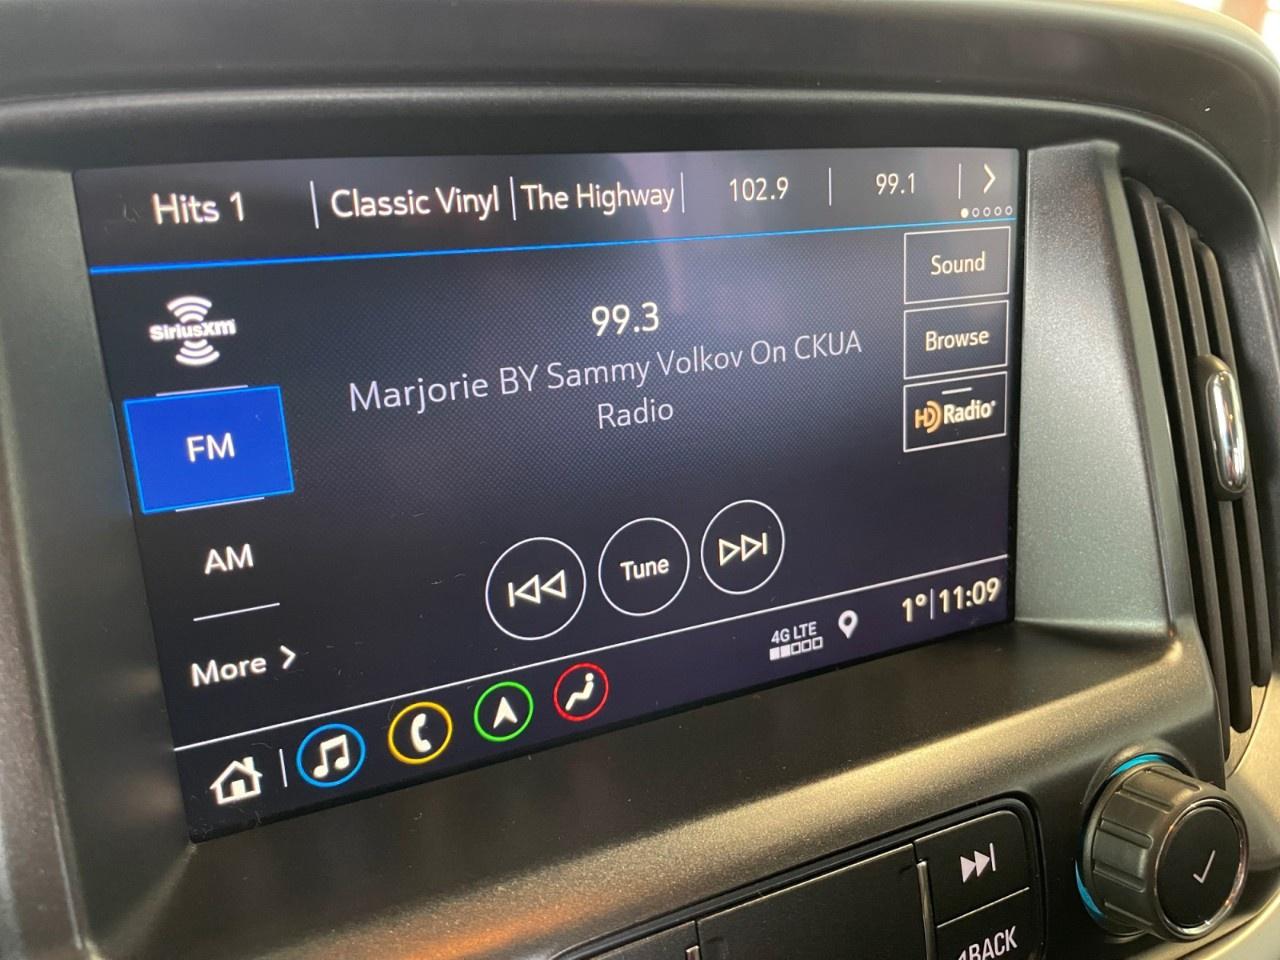 Hits 1 | Classic Vinyl | The Highway | 102.9 | 99.1
SiriusXM
FM
AM
More
99.3
Marjorie BY Sammy Volkov On CKUA
Radio
Sound
Browse
HD Radio®
Tune
4G LTE
1° | 11:09
BACK